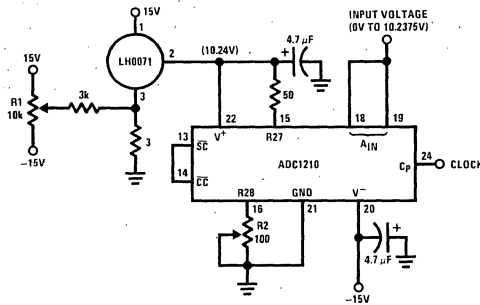 15V
1
LH0071
2
(10.24V)
+
4.7 µF
INPUT VOLTAGE
(0V TO 10.2375V)
15V
R1
10k
-15V
3k
3
3
50
22
15
18
19
V+
R27
AIN
13
SC
14
CC
ADC1210
CP
24
CLOCK
R28
GND
V-
16
21
20
R2
100
4.7 µF
+
-15V